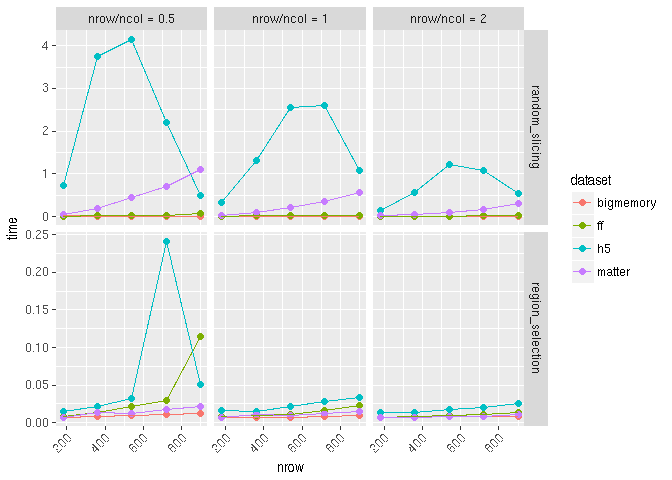 nrow/ncol = 0.5
nrow/ncol = 1
nrow/ncol = 2
4
3
2
1
0
random_slicing
time
0.25
0.20
0.15
0.10
0.05
0.00
region_selection
200
400
600
800
200
400
600
800
200
400
600
800
nrow
dataset
bigmemory
ff
h5
matter